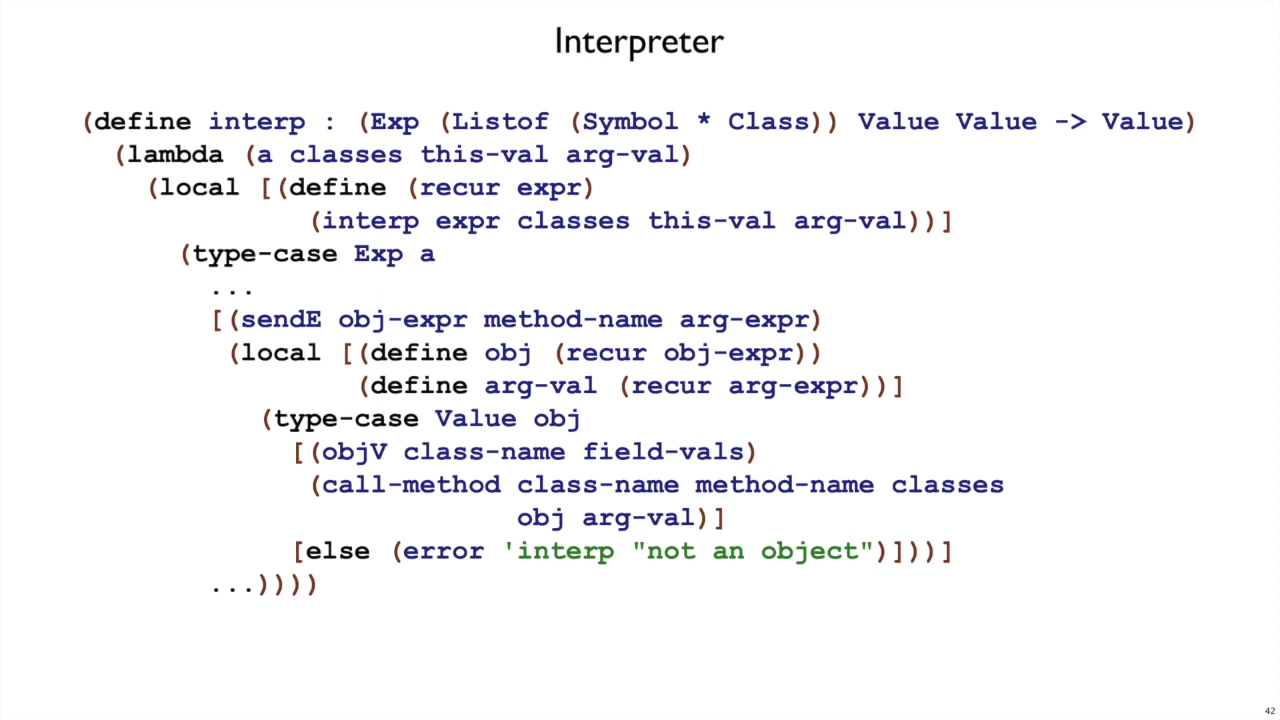 Interpreter
(define interp : (Exp (Listof (Symbol * Class)) Value Value -> Value)
(lambda (a classes this-val arg-val)
(local [(define (recur expr)
(interp expr classes this-val arg-val))]
(type-case Exp a
...
[(sendE obj-expr method-name arg-expr)
(local [(define obj (recur obj-expr))
(define arg-val (recur arg-expr))]
(type-case Value obj
[(objV class-name field-vals)
(call-method class-name method-name classes
obj arg-val)]
[else (error 'interp "not an object")]))]
...))))
42